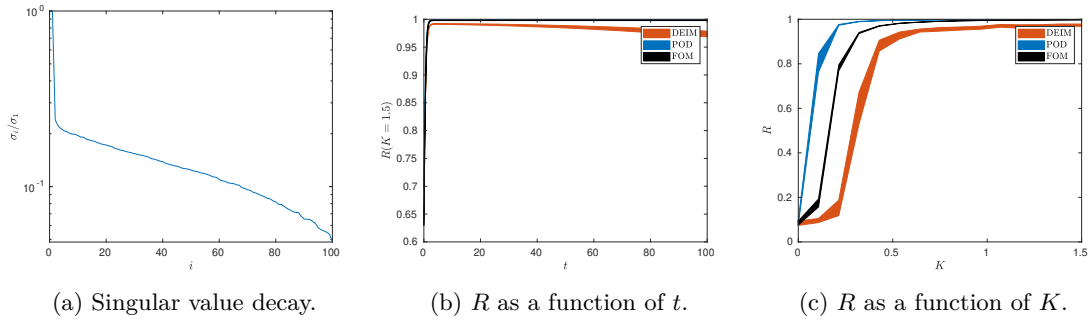 10^0
10^{-1}
σ_i/σ_1
0 20 40 60 80 100
i
1
0.95
0.9
0.85
0.8
0.75
0.7
0.65
0.6
R(K = 1.5)
0 20 40 60 80 100
t
DEIM
POD
FOM
1
0.8
0.6
0.4
0.2
0
R
0 0.5 1 1.5
K
DEIM
POD
FOM
(a) Singular value decay.
(b) R as a function of t.
(c) R as a function of K.